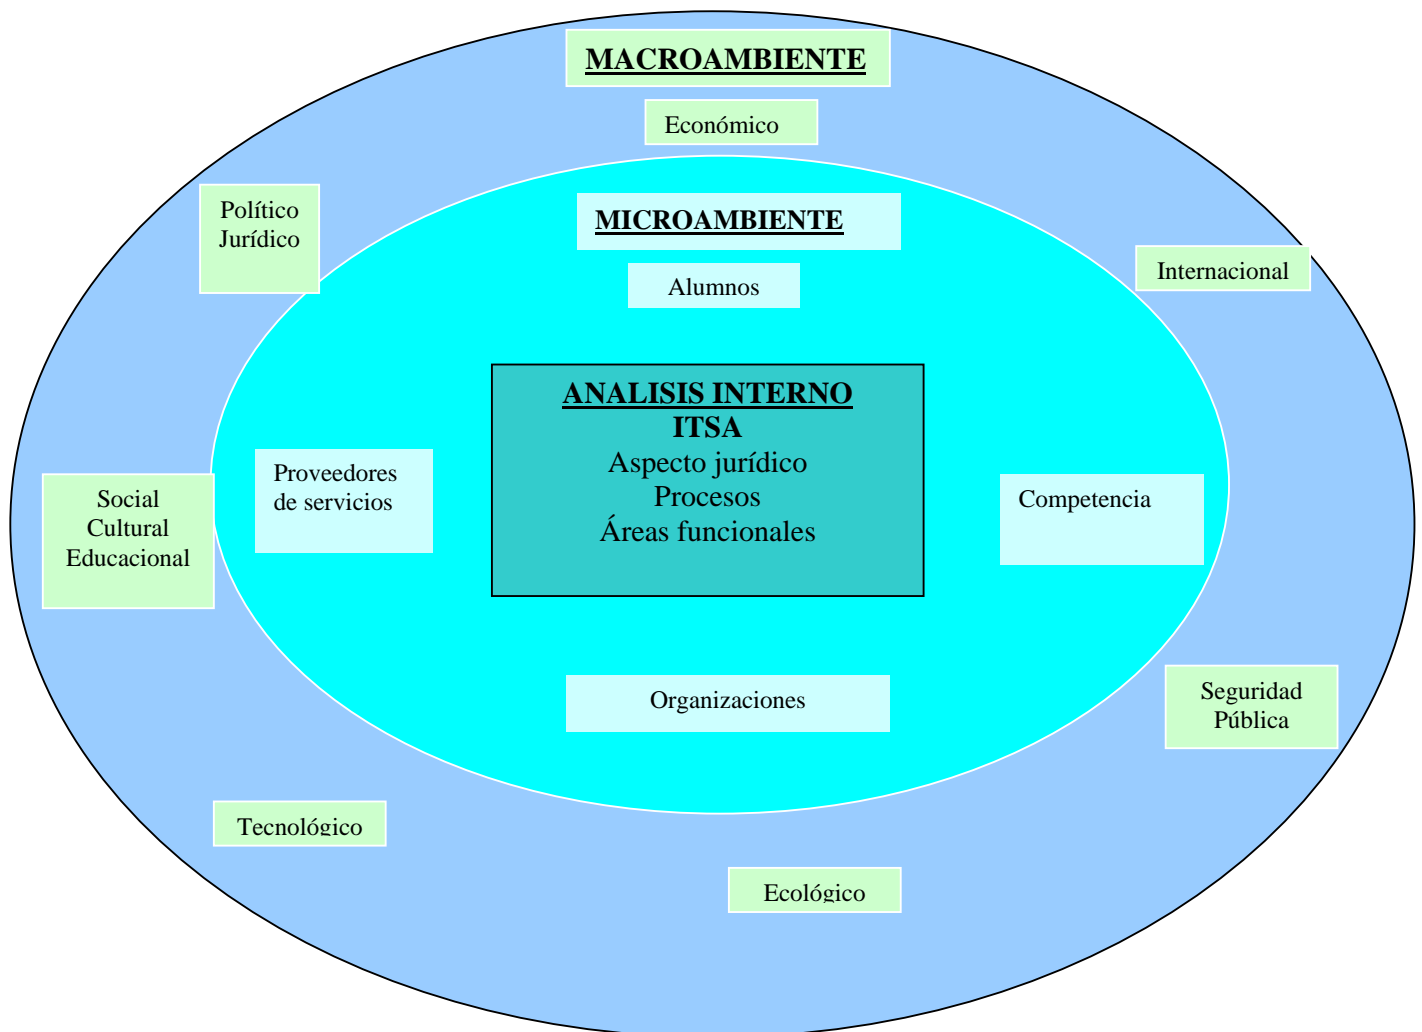 MACROAMBIENTE
Económico
Político
Jurídico
MICROAMBIENTE
Internacional
Alumnos
ANALISIS INTERNO
ITSA
Aspecto jurídico
Procesos
Áreas funcionales
Proveedores
de servicios
Competencia
Social
Cultural
Educacional
Organizaciones
Seguridad
Pública
Tecnológico
Ecológico